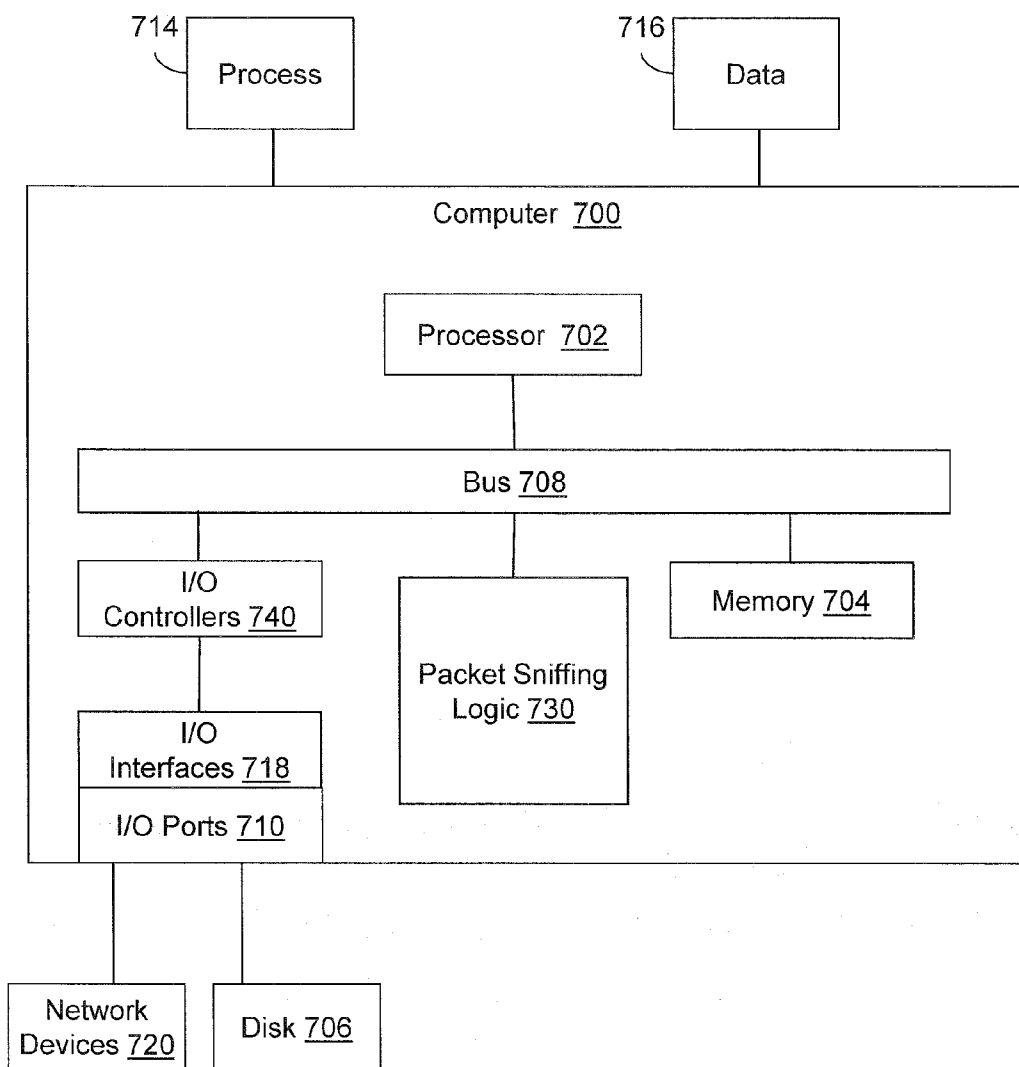 714
Process
716
Data
Computer 700
Processor 702
Bus 708
I/O
Controllers 740
Packet Sniffing
Logic 730
Memory 704
I/O
Interfaces 718
I/O Ports 710
Network
Devices 720
Disk 706